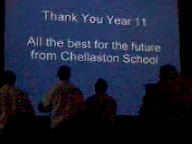 Thank You Year 11
All the best for the future
from Chellaston School